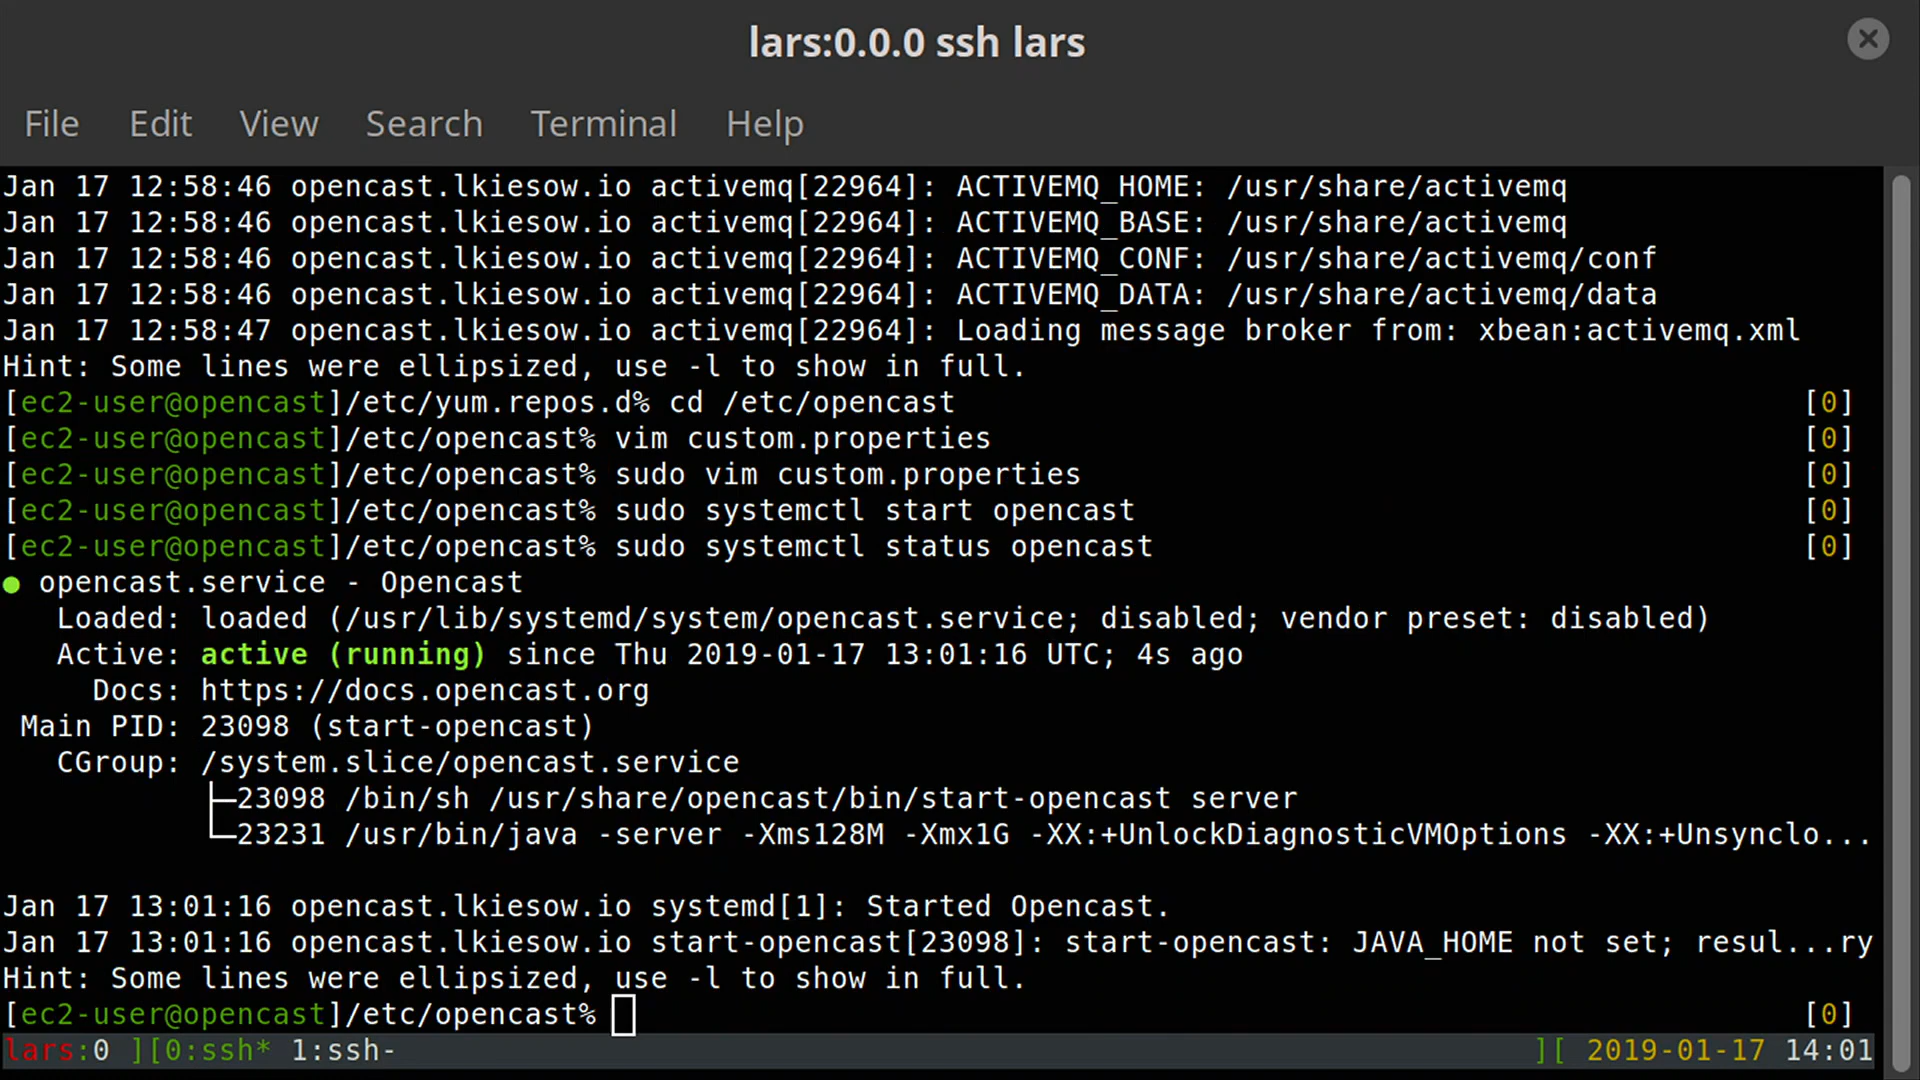 lars:0.0.0 ssh lars
File Edit View Search Terminal Help
Jan 17 12:58:46 opencast.lkiesow.io activemq[22964]: ACTIVEMQ_HOME: /usr/share/activemq
Jan 17 12:58:46 opencast.lkiesow.io activemq[22964]: ACTIVEMQ_BASE: /usr/share/activemq
Jan 17 12:58:46 opencast.lkiesow.io activemq[22964]: ACTIVEMQ_CONF: /usr/share/activemq/conf
Jan 17 12:58:46 opencast.lkiesow.io activemq[22964]: ACTIVEMQ_DATA: /usr/share/activemq/data
Jan 17 12:58:47 opencast.lkiesow.io activemq[22964]: Loading message broker from: xbean:activemq.xml
Hint: Some lines were ellipsized, use -l to show in full.
[ec2-user@opencast]/etc/yum.repos.d% cd /etc/opencast [0]
[ec2-user@opencast]/etc/opencast% vim custom.properties [0]
[ec2-user@opencast]/etc/opencast% sudo vim custom.properties [0]
[ec2-user@opencast]/etc/opencast% sudo systemctl start opencast [0]
[ec2-user@opencast]/etc/opencast% sudo systemctl status opencast [0]
● opencast.service - Opencast
Loaded: loaded (/usr/lib/systemd/system/opencast.service; disabled; vendor preset: disabled)
Active: active (running) since Thu 2019-01-17 13:01:16 UTC; 4s ago
Docs: https://docs.opencast.org
Main PID: 23098 (start-opencast)
CGroup: /system.slice/opencast.service
├─23098 /bin/sh /usr/share/opencast/bin/start-opencast server
└─23231 /usr/bin/java -server -Xms128M -Xmx1G -XX:+UnlockDiagnosticVMOptions -XX:+Unsynclo...
Jan 17 13:01:16 opencast.lkiesow.io systemd[1]: Started Opencast.
Jan 17 13:01:16 opencast.lkiesow.io start-opencast[23098]: start-opencast: JAVA_HOME not set; resul...ry
Hint: Some lines were ellipsized, use -l to show in full.
[ec2-user@opencast]/etc/opencast% [0]
lars:0 ][0:ssh* 1:ssh- ][ 2019-01-17 14:01